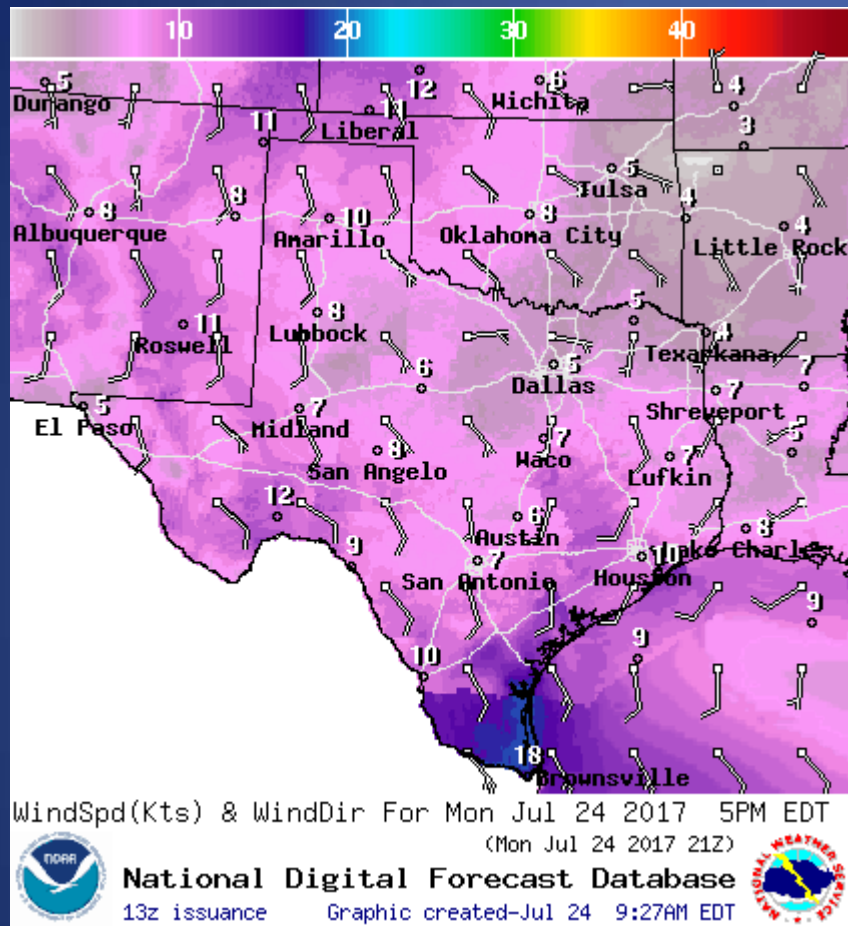 10 20 30 40
5 12 6 4
Durango Wichita
11 11 3
Liberal
5
Tulsa
8 8 10 8 4 4
Albuquerque Amarillo Oklahoma City Little Rock
11 8 5 4
Roswell Lubbock Texarkana
6 5
Dallas
5 7 7 7
El Paso Midland Shreveport
8 7 7 5
San Angelo Waco Lufkin
12 6 8
Austin Lake Charles
9 7 10
San Antonio Houston
9 9
10
18
Brownsville
WindSpd(Kts) & WindDir For Mon Jul 24 2017 5PM EDT
(Mon Jul 24 2017 21Z)
NOAA
National Digital Forecast Database
13z issuance Graphic created-Jul 24 9:27AM EDT
NATIONAL WEATHER SERVICE